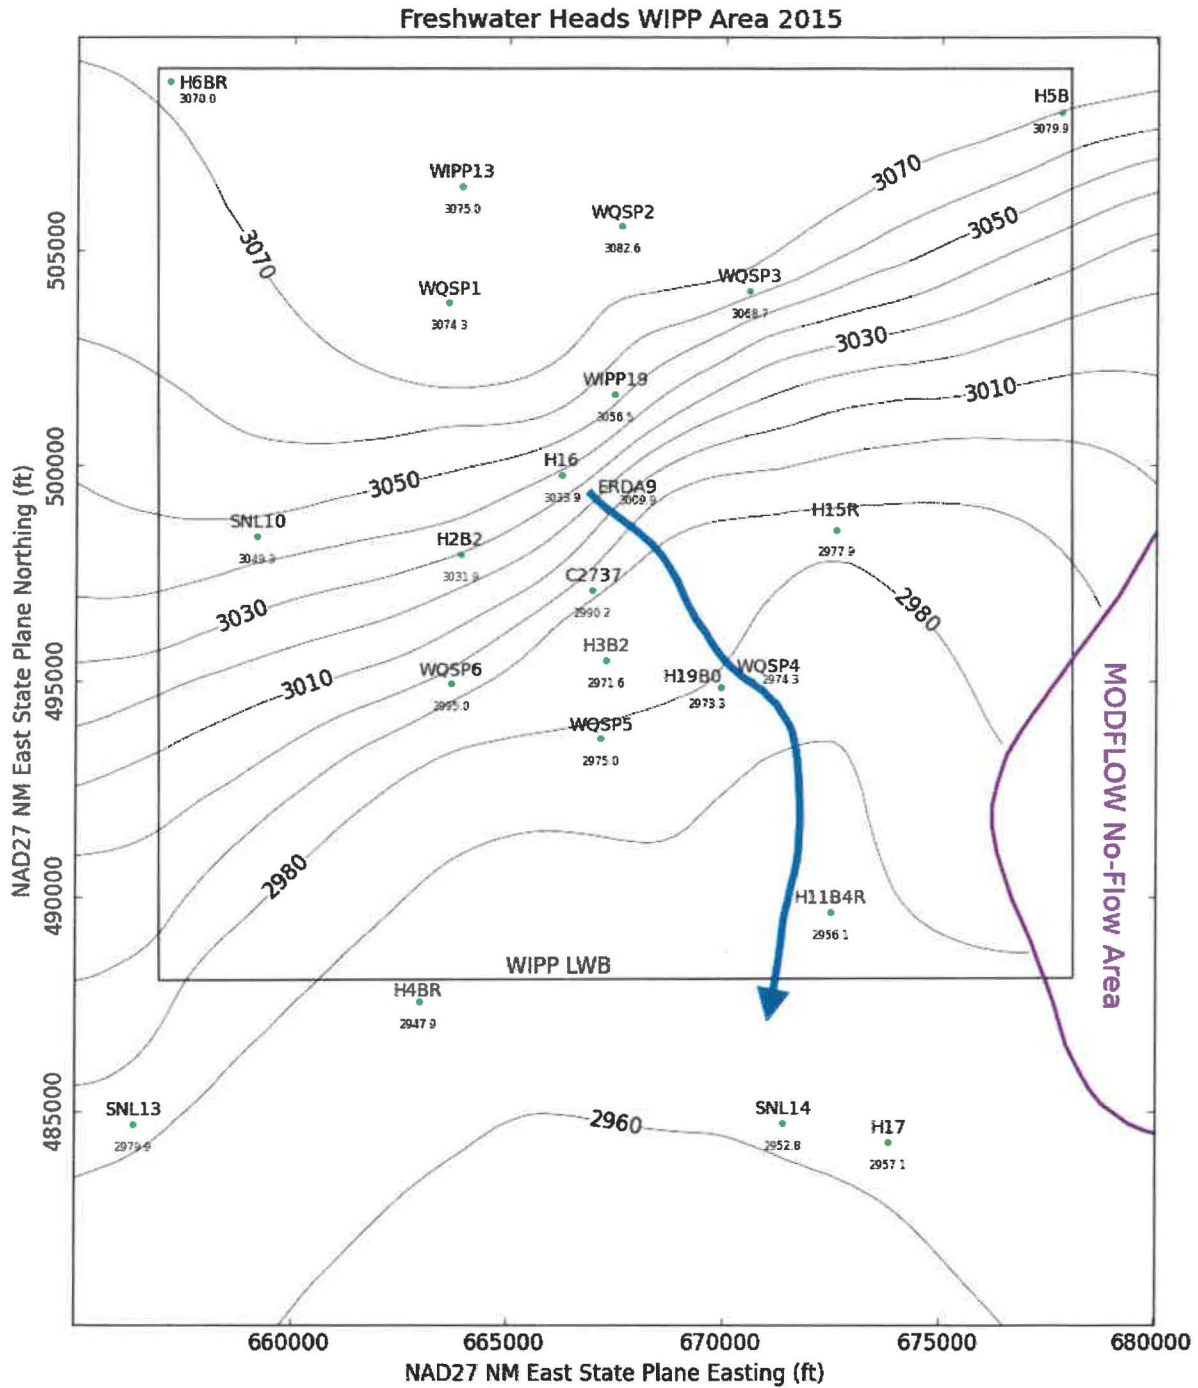 Freshwater Heads WIPP Area 2015
H6BR
3070.0
H5B
3079.9
3070
WIPP13
3075.0
WQSP2
3082.6
3050
3070
WQSP1
3074.3
WQSP3
3068.7
3030
WIPP19
3056.5
3010
H16
3033.9
3050
ERDA9
3009.9
SNL10
3049.3
H15R
2977.9
H2B2
3031.9
C2737
2990.2
2980
3030
H3B2
2971.6
WQSP6
2995.0
WQSP4
2974.3
H19B0
2973.3
3010
WQSP5
2975.0
MODFLOW No-Flow Area
2980
H11B4R
2956.1
WIPP LWB
H4BR
2947.9
SNL13
2979.9
2960
SNL14
2952.8
H17
2957.1
505000
500000
495000
490000
485000
NAD27 NM East State Plane Northing (ft)
660000
665000
670000
675000
680000
NAD27 NM East State Plane Easting (ft)